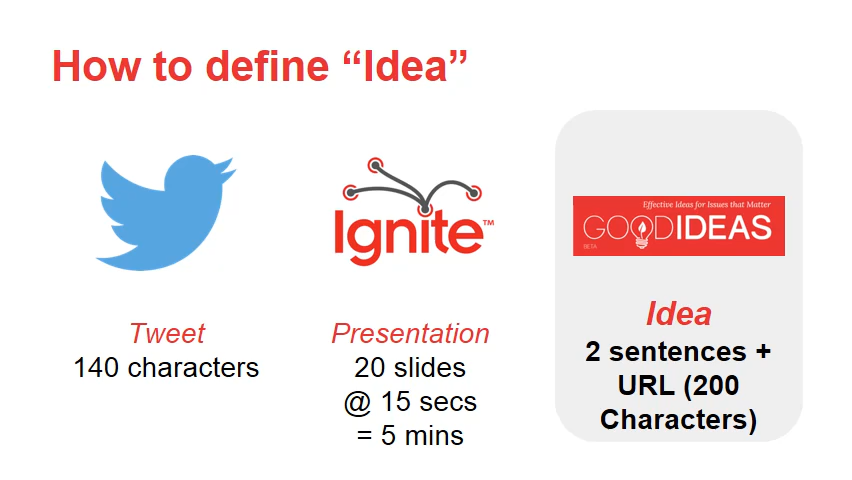 How to define “Idea”
Ignite™
Tweet
140 characters
Presentation
20 slides
@ 15 secs
= 5 mins
Effective Ideas for Issues that Matter
GOODIDEAS
BETA
Idea
2 sentences +
URL (200
Characters)